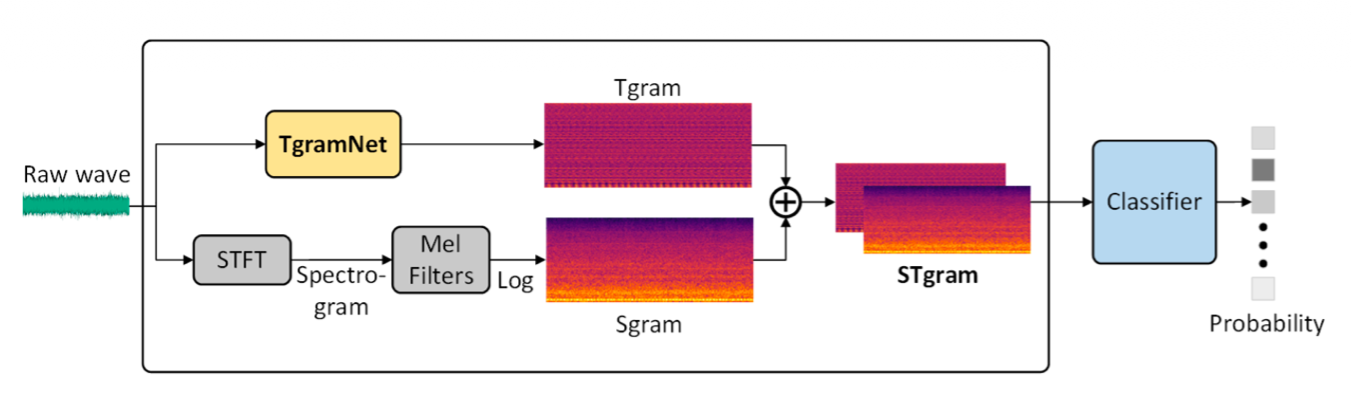 Raw wave
TgramNet
Tgram
STFT
Spectro-
gram
Mel
Filters
Log
Sgram
STgram
Classifier
Probability